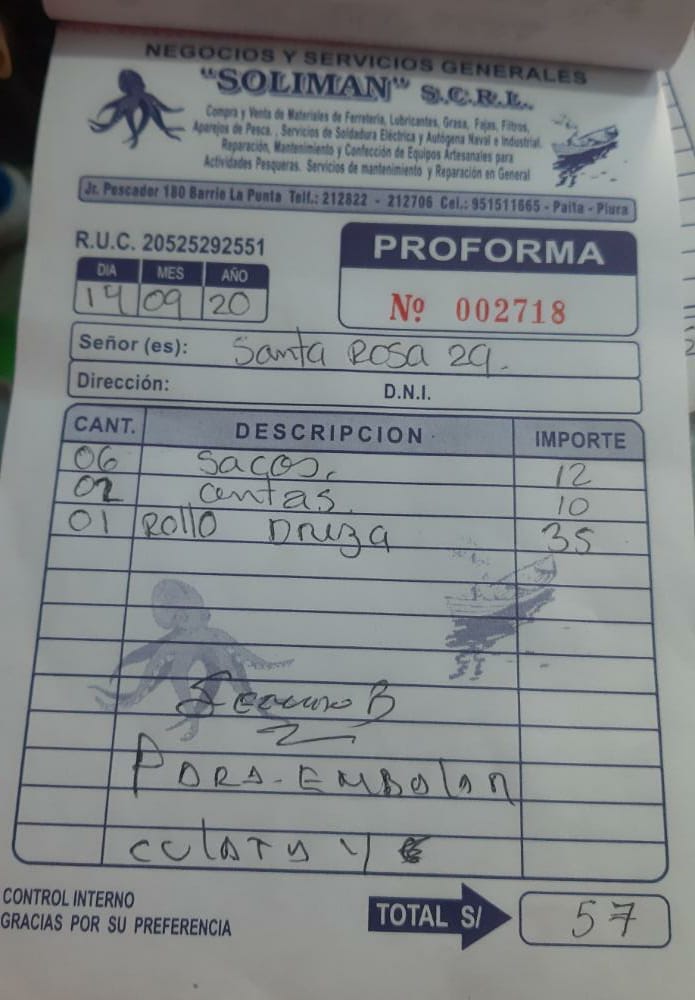 NEGOCIOS Y SERVICIOS GENERALES
"SOLIMAN" S.C.R.L.
Compra y Venta de Materiales de Ferretería, Lubricantes, Grasa, Fajas, Filtros,
Aparejos de Pesca., Servicios de Soldadura Eléctrica y Autógena Naval e Industrial.
Reparación, Mantenimiento y Confección de Equipos Artesanales para
Actividades Pesqueras. Servicios de mantenimiento y Reparación en General
Jr. Pescador 180 Barrio La Punta Telf.: 212822 - 212706 Cel.: 951511665 - Paita - Piura
R.U.C. 20525292551
PROFORMA
DIA MES AÑO
19 09 20
Nº 002718
Señor (es): Santa Rosa 29.
Dirección: D.N.I.
CANT. DESCRIPCION IMPORTE
06 Sacos. 12
02 10
01 Rollo Driza 35
B
PARA-EMBOLAR
CULATA Y
CONTROL INTERNO
GRACIAS POR SU PREFERENCIA
TOTAL S/ 57